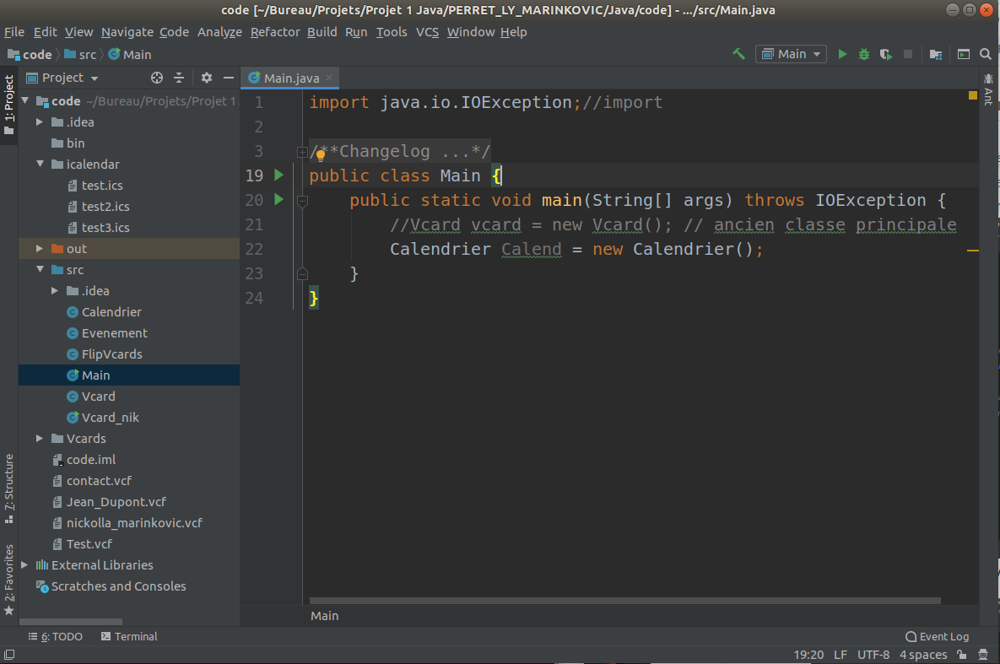 code [~/Bureau/Projets/Projet 1 Java/PERRET_LY_MARINKOVIC/Java/code] - .../src/Main.java
File Edit View Navigate Code Analyze Refactor Build Run Tools VCS Window Help
code src Main
Main
1: Project
7: Structure
2: Favorites
Project
code ~/Bureau/Projets/Projet 1
.idea
bin
icalendar
test.ics
test2.ics
test3.ics
out
src
.idea
Calendrier
Evenement
FlipVcards
Main
Vcard
Vcard_nik
Vcards
code.iml
contact.vcf
Jean_Dupont.vcf
nickolla_marinkovic.vcf
Test.vcf
External Libraries
Scratches and Consoles
Main.java
1 import java.io.IOException;//import
2
3 /**Changelog ...*/
19 public class Main {
20 public static void main(String[] args) throws IOException {
21 //Vcard vcard = new Vcard(); // ancien classe principale
22 Calendrier Calend = new Calendrier();
23 }
24 }
Main
Ant
6: TODO Terminal Event Log
19:20 LF UTF-8 4 spaces